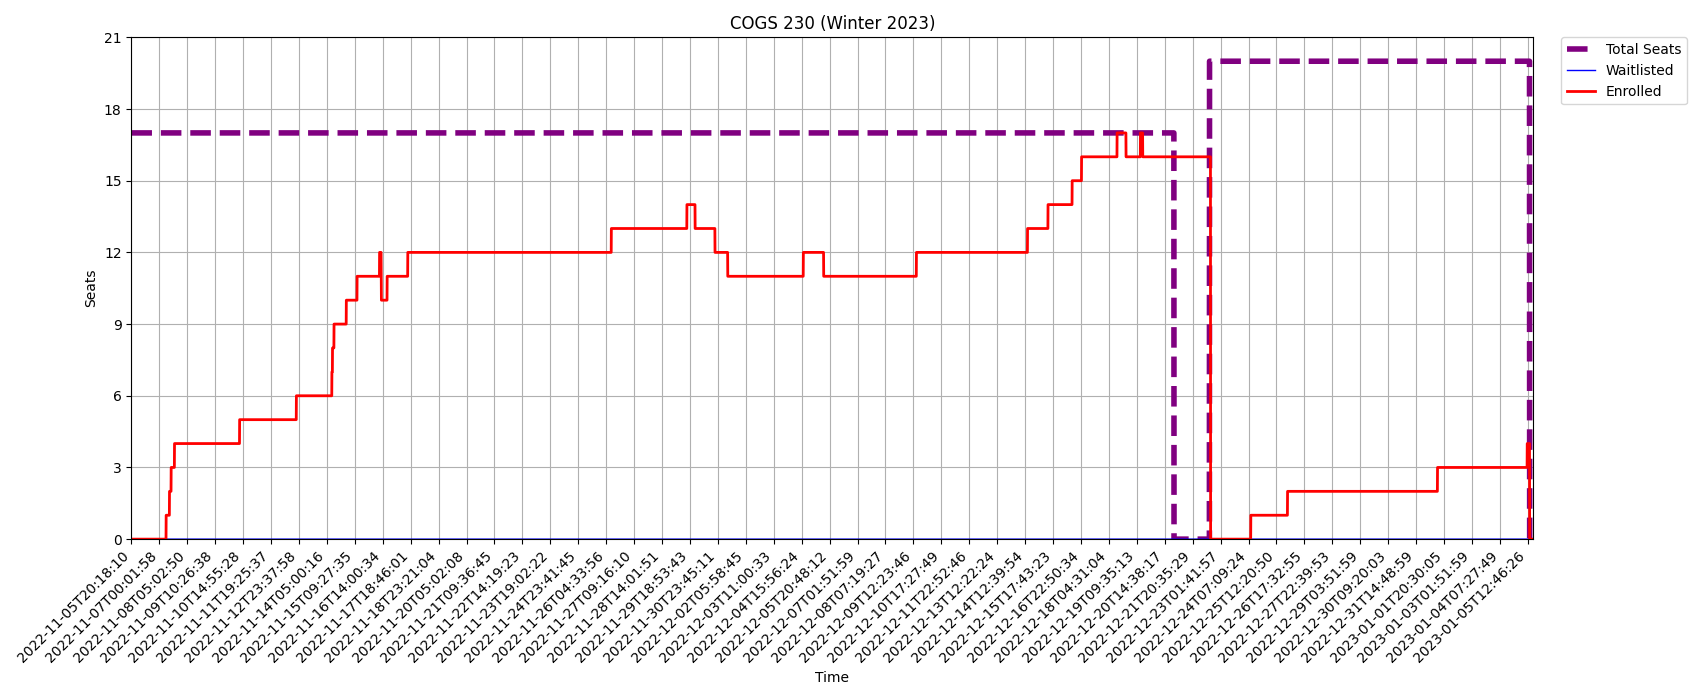 COGS 230 (Winter 2023)
Total Seats
Waitlisted
Enrolled
Seats
21
18
15
12
9
6
3
0
2022-11-05T20:18:10
2022-11-07T00:01:58
2022-11-08T05:02:50
2022-11-09T10:26:38
2022-11-10T14:55:28
2022-11-11T19:25:37
2022-11-12T23:37:58
2022-11-14T05:00:16
2022-11-15T09:27:35
2022-11-16T14:00:34
2022-11-17T18:46:01
2022-11-18T23:21:04
2022-11-20T05:02:08
2022-11-21T09:36:45
2022-11-22T14:19:23
2022-11-23T19:02:22
2022-11-24T23:41:45
2022-11-26T04:33:56
2022-11-27T09:16:10
2022-11-28T14:01:51
2022-11-29T18:53:43
2022-11-30T23:45:11
2022-12-02T05:58:45
2022-12-03T11:00:33
2022-12-04T15:56:24
2022-12-05T20:48:12
2022-12-07T01:51:59
2022-12-08T07:19:27
2022-12-09T12:23:46
2022-12-10T17:27:49
2022-12-11T22:52:46
2022-12-13T12:22:24
2022-12-14T12:39:54
2022-12-15T17:43:23
2022-12-16T22:50:34
2022-12-18T04:31:04
2022-12-19T09:35:13
2022-12-20T14:38:17
2022-12-21T20:35:29
2022-12-23T01:41:57
2022-12-24T07:09:24
2022-12-25T12:20:50
2022-12-26T17:32:55
2022-12-27T22:39:53
2022-12-29T03:51:59
2022-12-30T09:20:03
2022-12-31T14:48:59
2023-01-01T20:30:05
2023-01-03T01:51:59
2023-01-04T07:27:49
2023-01-05T12:46:26
Time